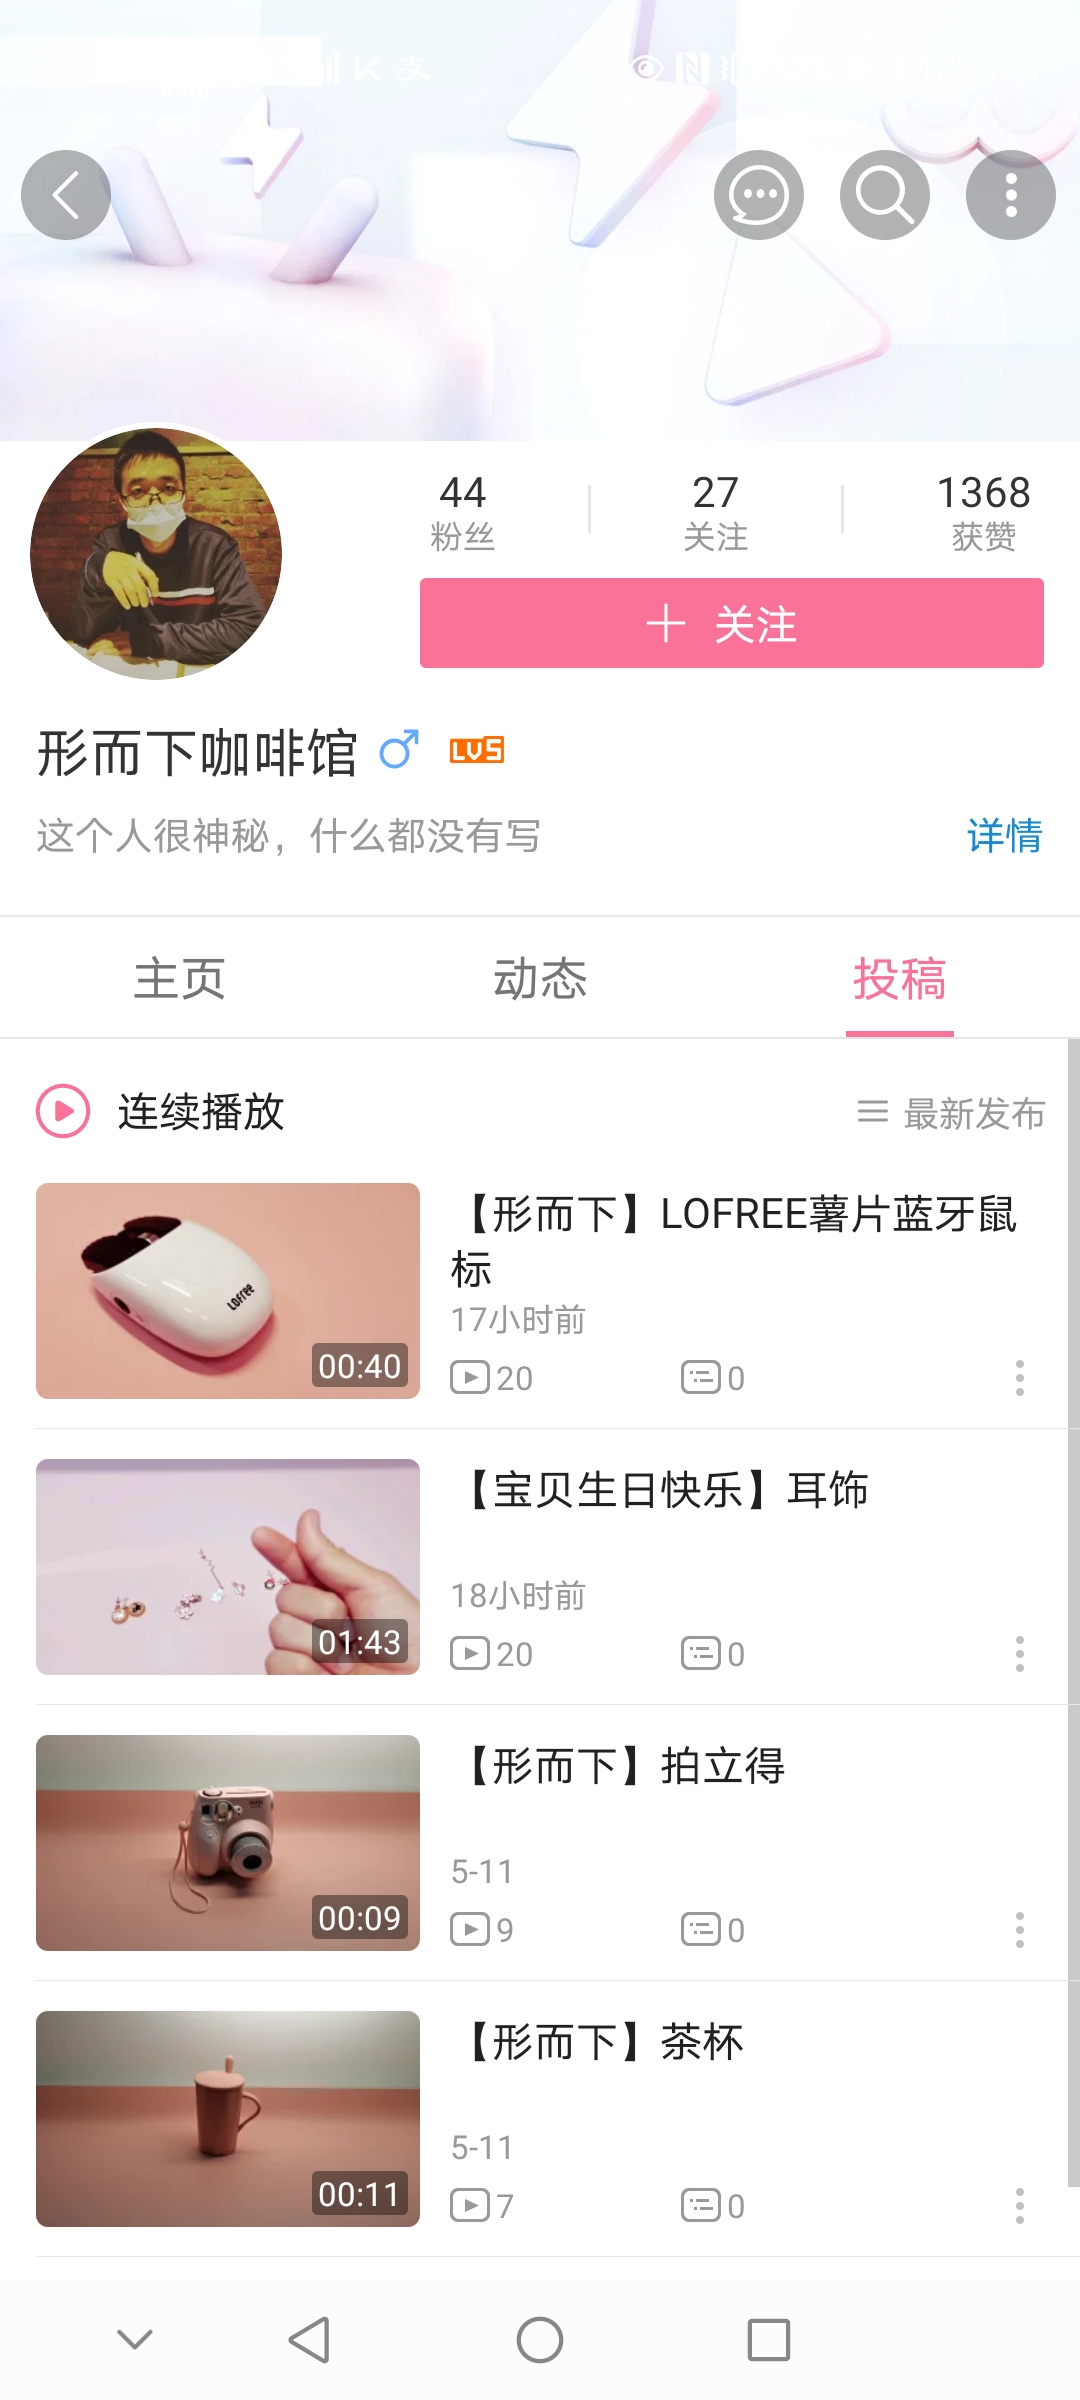 44
27
1368
粉丝
关注
获赞
关注
形而下咖啡馆 LV5
这个人很神秘，什么都没有写
详情
主页
动态
投稿
连续播放
最新发布
【形而下】LOFREE薯片蓝牙鼠
标
17小时前
20
0
Lofree
00:40
【宝贝生日快乐】耳饰
18小时前
20
0
01:43
【形而下】拍立得
5-11
9
0
00:09
【形而下】茶杯
5-11
7
0
00:11